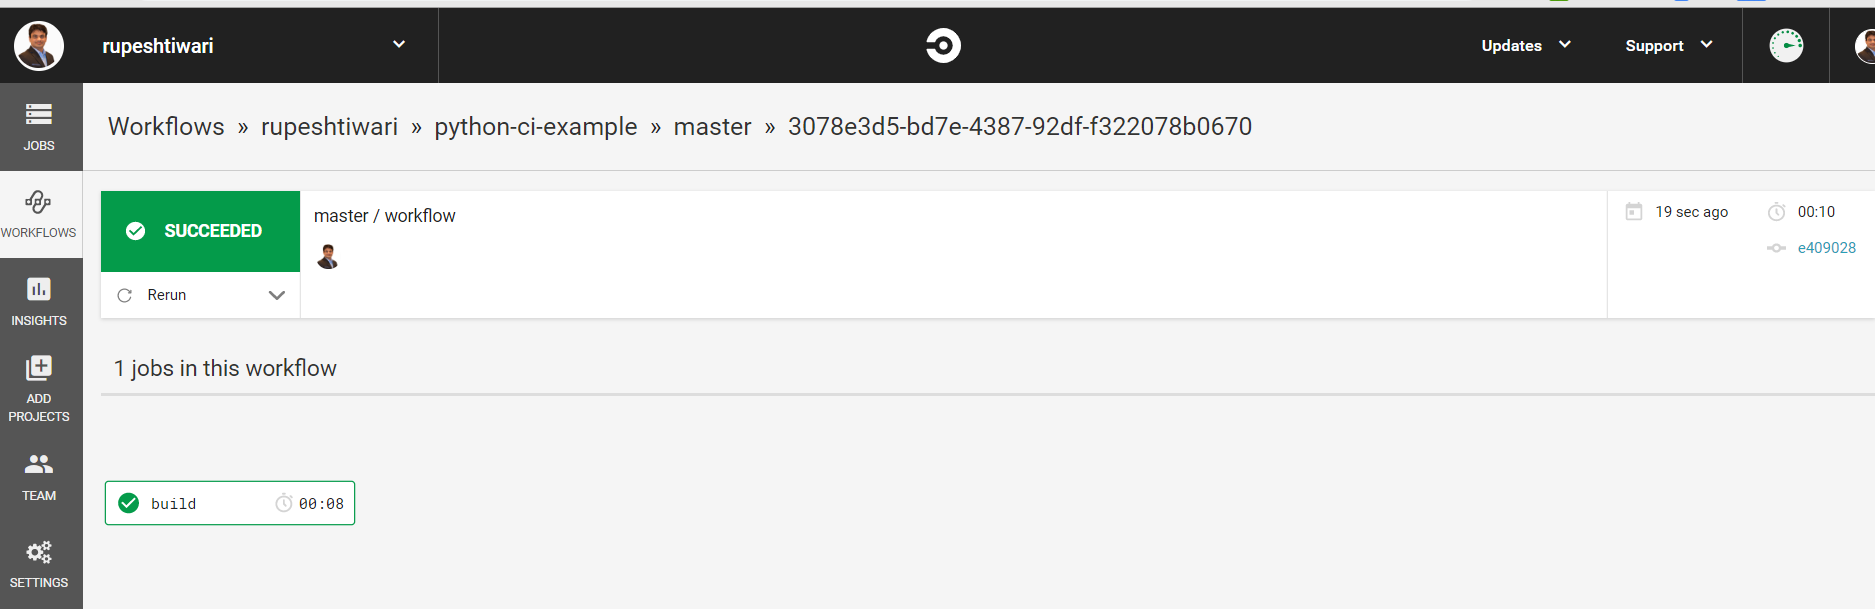 rupeshtiwari
Updates
Support
JOBS
WORKFLOWS
INSIGHTS
ADD
PROJECTS
TEAM
SETTINGS
Workflows » rupeshtiwari » python-ci-example » master » 3078e3d5-bd7e-4387-92df-f322078b0670
SUCCEEDED
Rerun
master / workflow
19 sec ago
00:10
e409028
1 jobs in this workflow
build 00:08